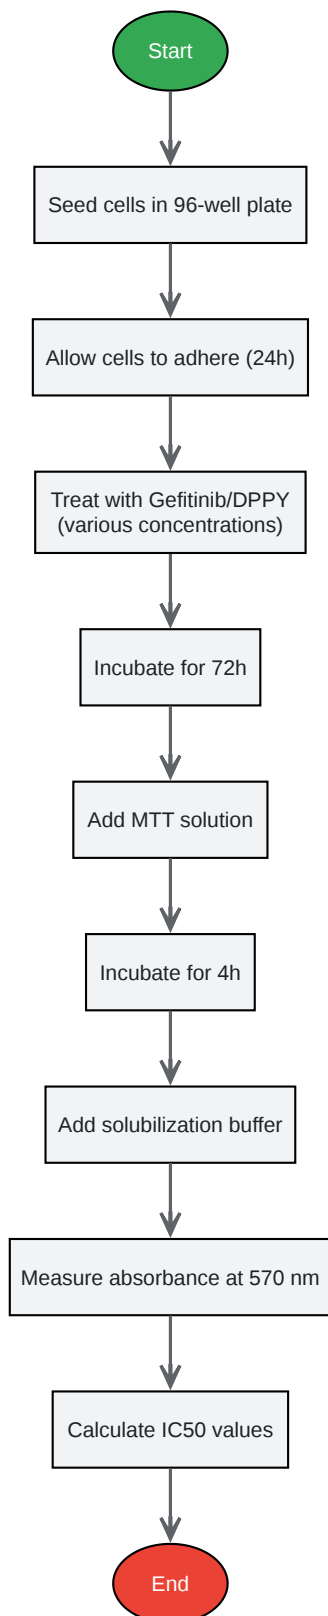 Start
Seed cells in 96-well plate
Allow cells to adhere (24h)
Treat with Gefitinib/DPPY
(various concentrations)
Incubate for 72h
Add MTT solution
Incubate for 4h
Add solubilization buffer
Measure absorbance at 570 nm
Calculate IC50 values
End